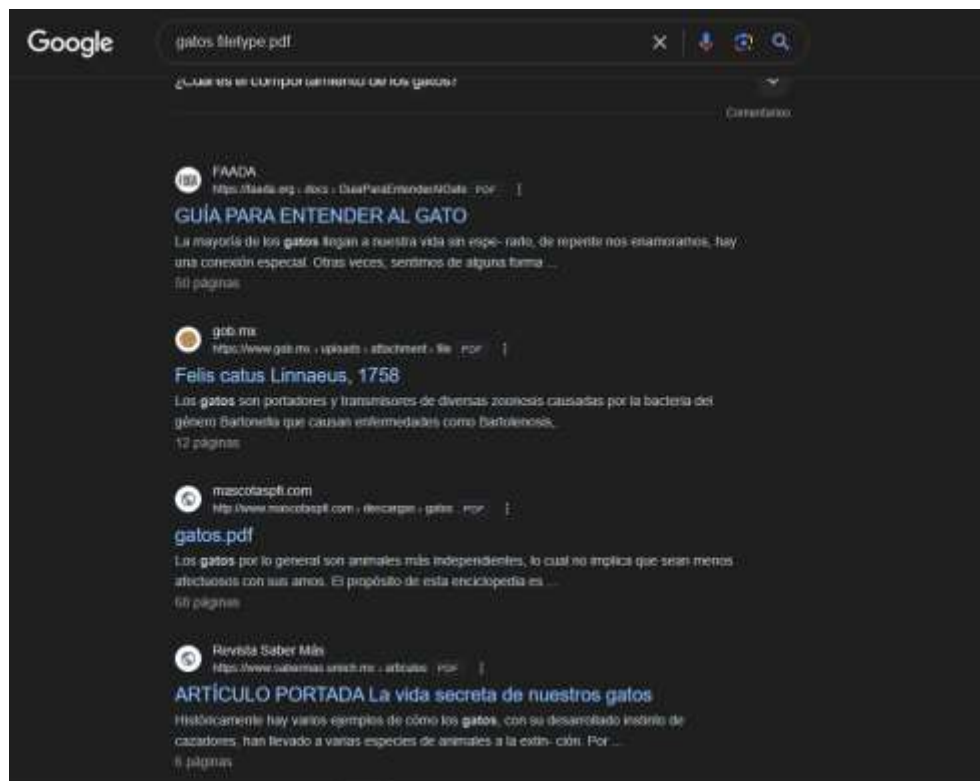 Google
gatos filetype:pdf
¿Cuál es el comportamiento de los gatos?
Comentarios
FAADA
https://faada.org › docs › GuiaParaEntenderAlGato PDF
GUÍA PARA ENTENDER AL GATO
La mayoría de los gatos llegan a nuestra vida sin espe- rarlo, de repente nos enamoramos, hay
una conexión especial. Otras veces, sentimos de alguna forma ...
50 páginas
gob.mx
https://www.gob.mx › uploads › attachment › file PDF
Felis catus Linnaeus, 1758
Los gatos son portadores y transmisores de diversas zoonosis causadas por la bacteria del
género Bartonella que causan enfermedades como Bartolenosis,
12 páginas
mascotaspfi.com
http://www.mascotaspfi.com › descargas › gatos PDF
gatos.pdf
Los gatos por lo general son animales más independientes, lo cual no implica que sean menos
afectuosos con sus amos. El propósito de esta enciclopedia es ...
68 páginas
Revista Saber Más
https://www.sabermas.umich.mx › articulos PDF
ARTÍCULO PORTADA La vida secreta de nuestros gatos
Históricamente hay varios ejemplos de cómo los gatos, con su desarrollado instinto de
cazadores, han llevado a varias especies de animales a la extin- ción. Por ...
6 páginas